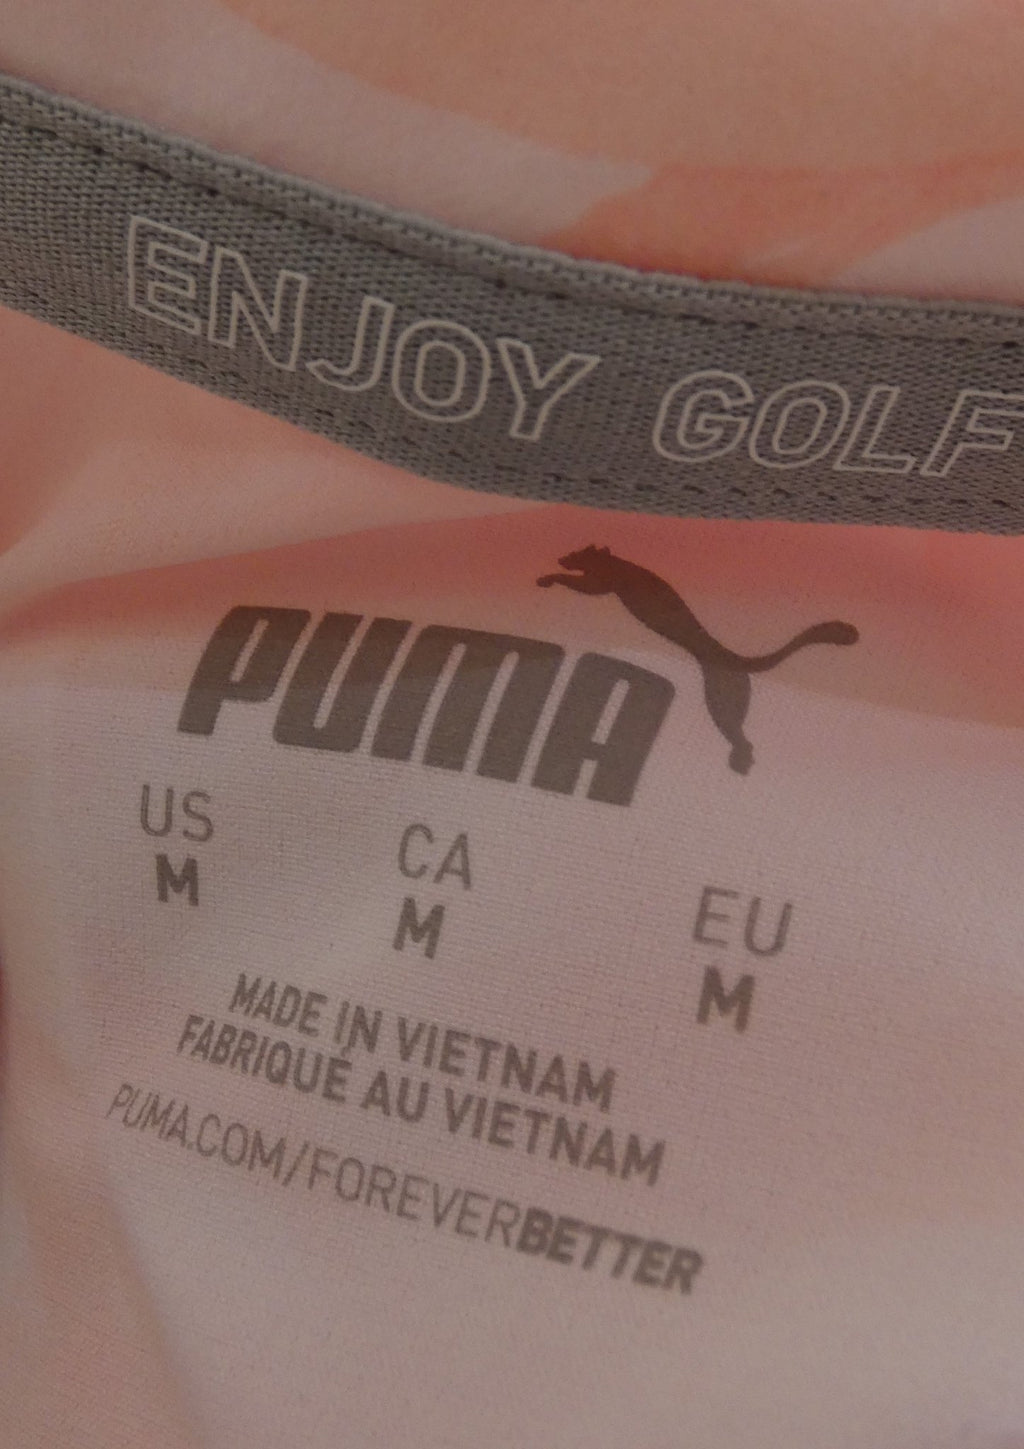 ENJOY GOLF
PUMA
US CA EU
M M M
MADE IN VIETNAM
FABRIQUÉ AU VIETNAM
PUMA.COM/FOREVERBETTER